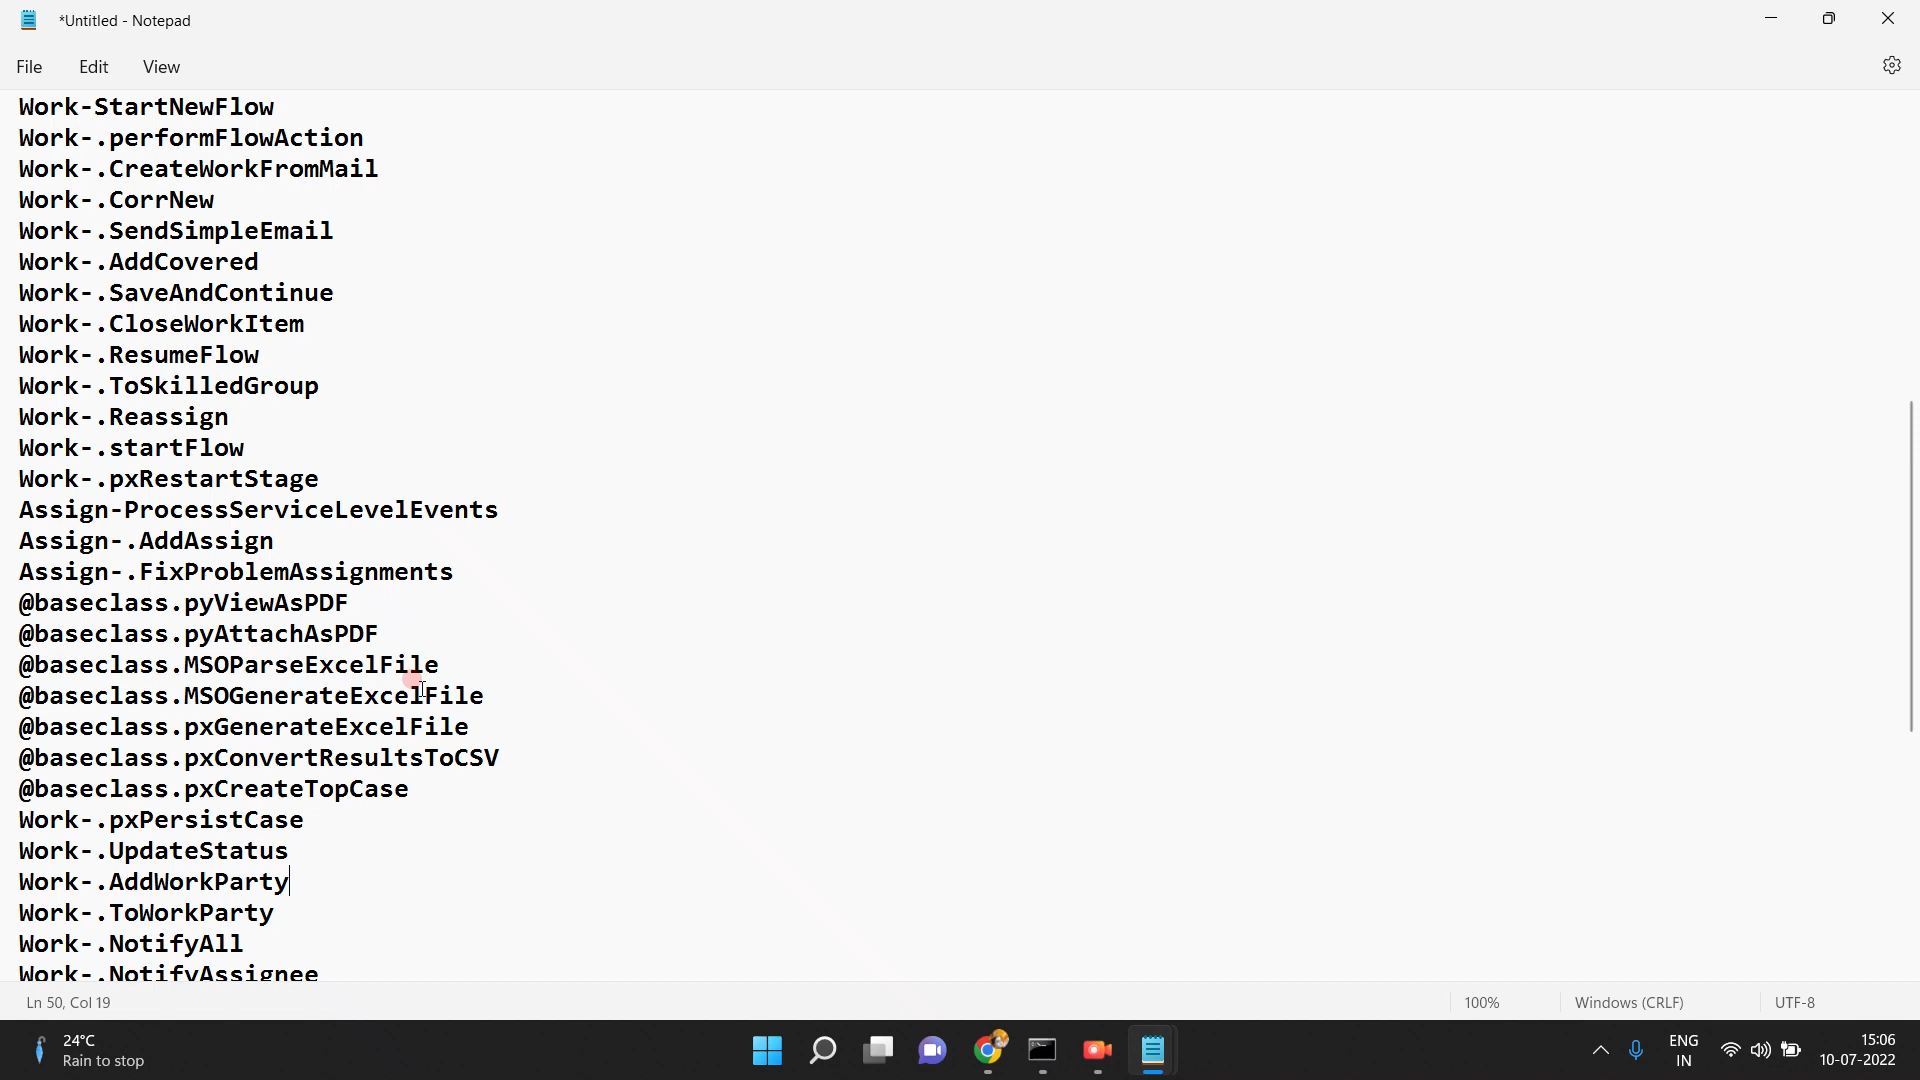 *Untitled - Notepad
File Edit View
Work-StartNewFlow
Work-.performFlowAction
Work-.CreateWorkFromMail
Work-.CorrNew
Work-.SendSimpleEmail
Work-.AddCovered
Work-.SaveAndContinue
Work-.CloseWorkItem
Work-.ResumeFlow
Work-.ToSkilledGroup
Work-.Reassign
Work-.startFlow
Work-.pxRestartStage
Assign-ProcessServiceLevelEvents
Assign-.AddAssign
Assign-.FixProblemAssignments
@baseclass.pyViewAsPDF
@baseclass.pyAttachAsPDF
@baseclass.MSOParseExcelFile
@baseclass.MSOGenerateExcelFile
@baseclass.pxGenerateExcelFile
@baseclass.pxConvertResultsToCSV
@baseclass.pxCreateTopCase
Work-.pxPersistCase
Work-.UpdateStatus
Work-.AddWorkParty
Work-.ToWorkParty
Work-.NotifyAll
Work-.NotifyAssignee
Ln 50, Col 19 100% Windows (CRLF) UTF-8
24°C
Rain to stop
ENG
IN
15:06
10-07-2022